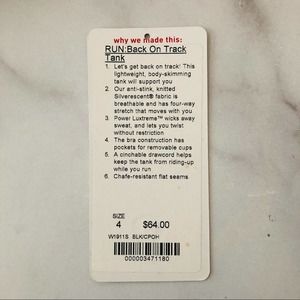 why we made this:
RUN:Back On Track
Tank
1. Let's get back on track! This
lightweight, body-skimming
tank will support you
2. Our anti-stink, knitted
Silverescent® fabric is
breathable and has four-way
stretch that moves with you
3. Power Luxtreme™ wicks away
sweat, and lets you twist
without restriction
4. The bra construction has
pockets for removable cups
5. A cinchable drawcord helps
keep the tank from riding-up
while you run
6. Chafe-resistant flat seams
SIZE
4 $64.00
W1911S BLK/CPOH
000003471180